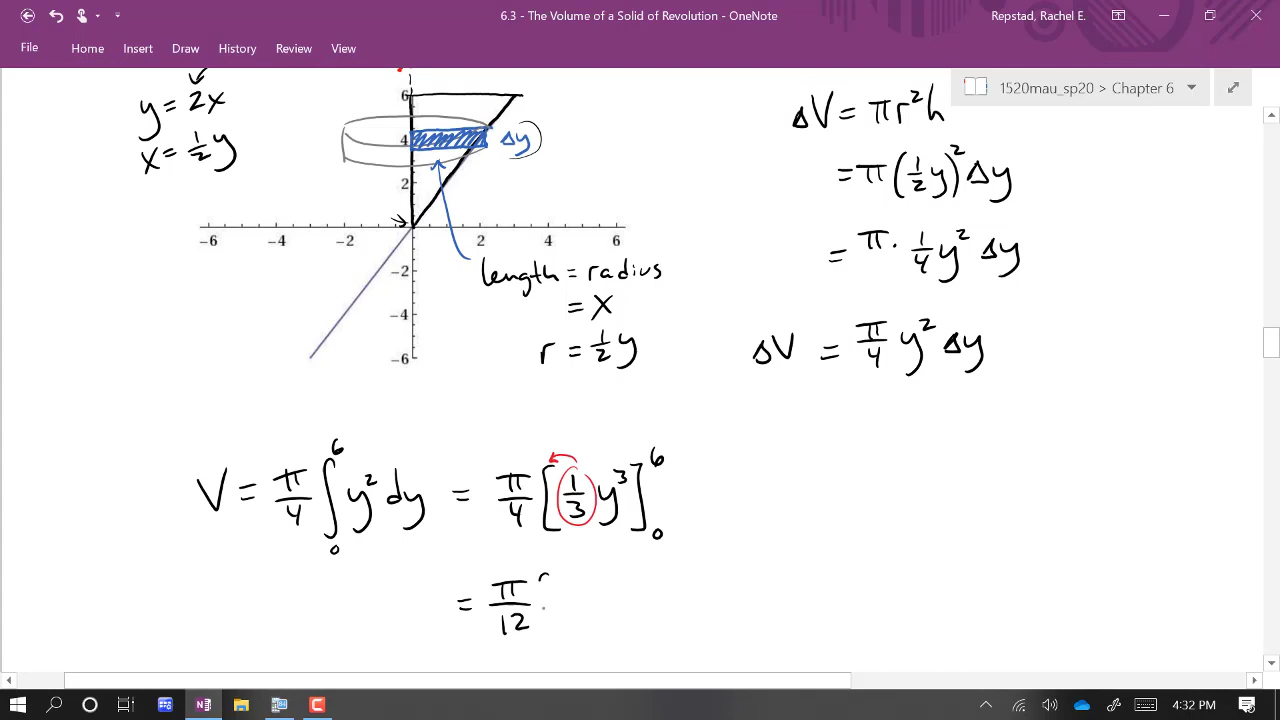 6.3 - The Volume of a Solid of Revolution - OneNote
Repstad, Rachel E.
File Home Insert Draw History Review View
1520mau_sp20 > Chapter 6
y = 2x
x = ½y
6
4
2
-6 -4 -2 2 4 6
-2
-4
-6
Δy
length = radius
= x
r = ½y
ΔV = πr²h
= π(½y)²Δy
= π · ¼y² Δy
ΔV = π/4 y² Δy
V = π/4 ∫₀⁶ y² dy = π/4 [⅓ y³]₀⁶
= π/12
4:32 PM